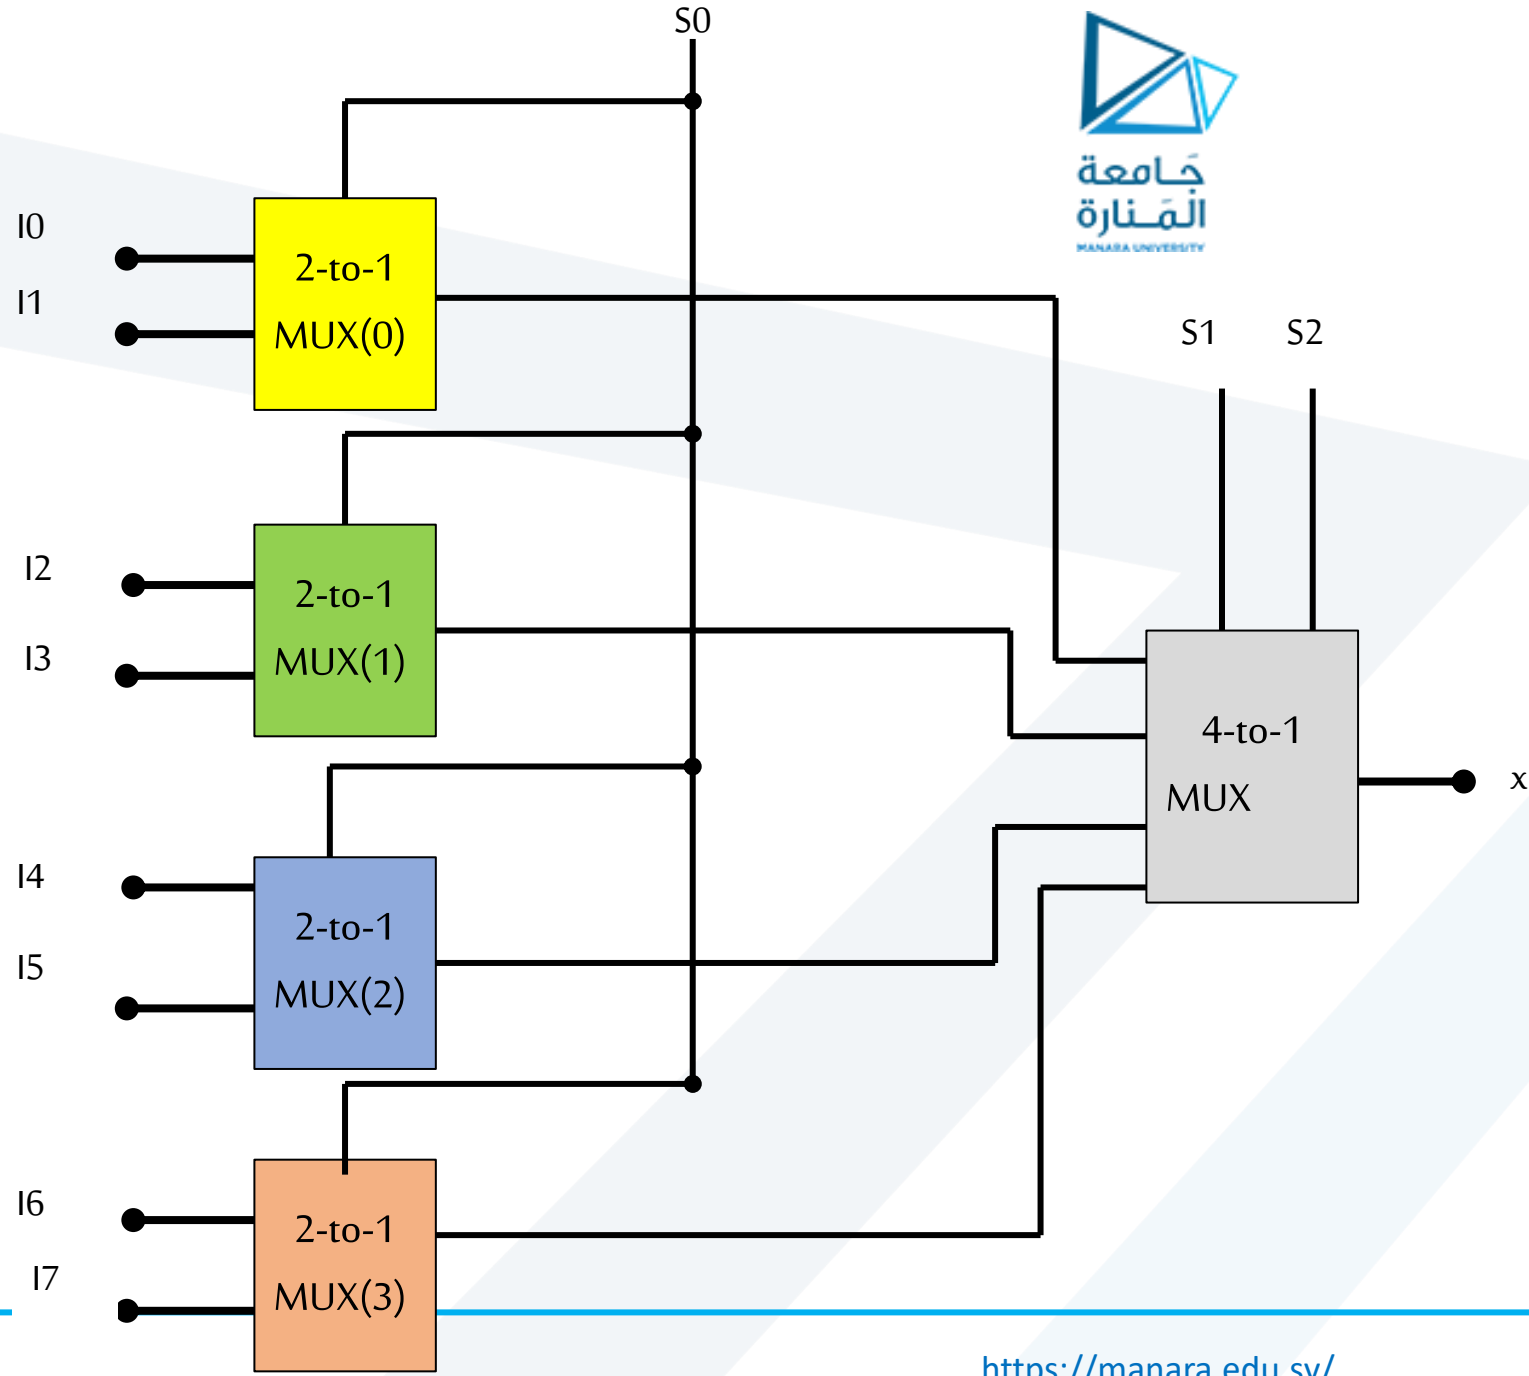 S0
جَامعة
المَنارة
MANARA UNIVERSITY
I0
2-to-1
I1
MUX(0)
S1
S2
I2
2-to-1
I3
MUX(1)
4-to-1
MUX
x
I4
2-to-1
I5
MUX(2)
I6
2-to-1
I7
MUX(3)
https://manara.edu.sy/